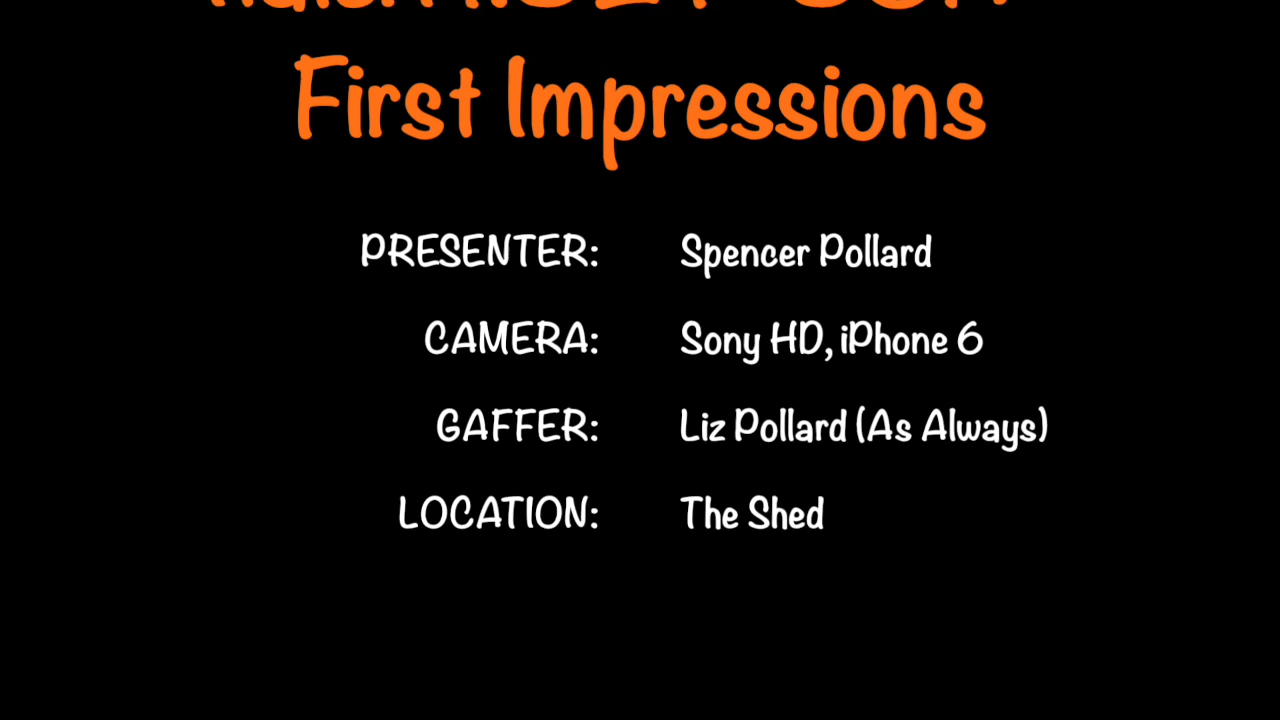 First Impressions
PRESENTER: Spencer Pollard
CAMERA: Sony HD, iPhone 6
GAFFER: Liz Pollard (As Always)
LOCATION: The Shed